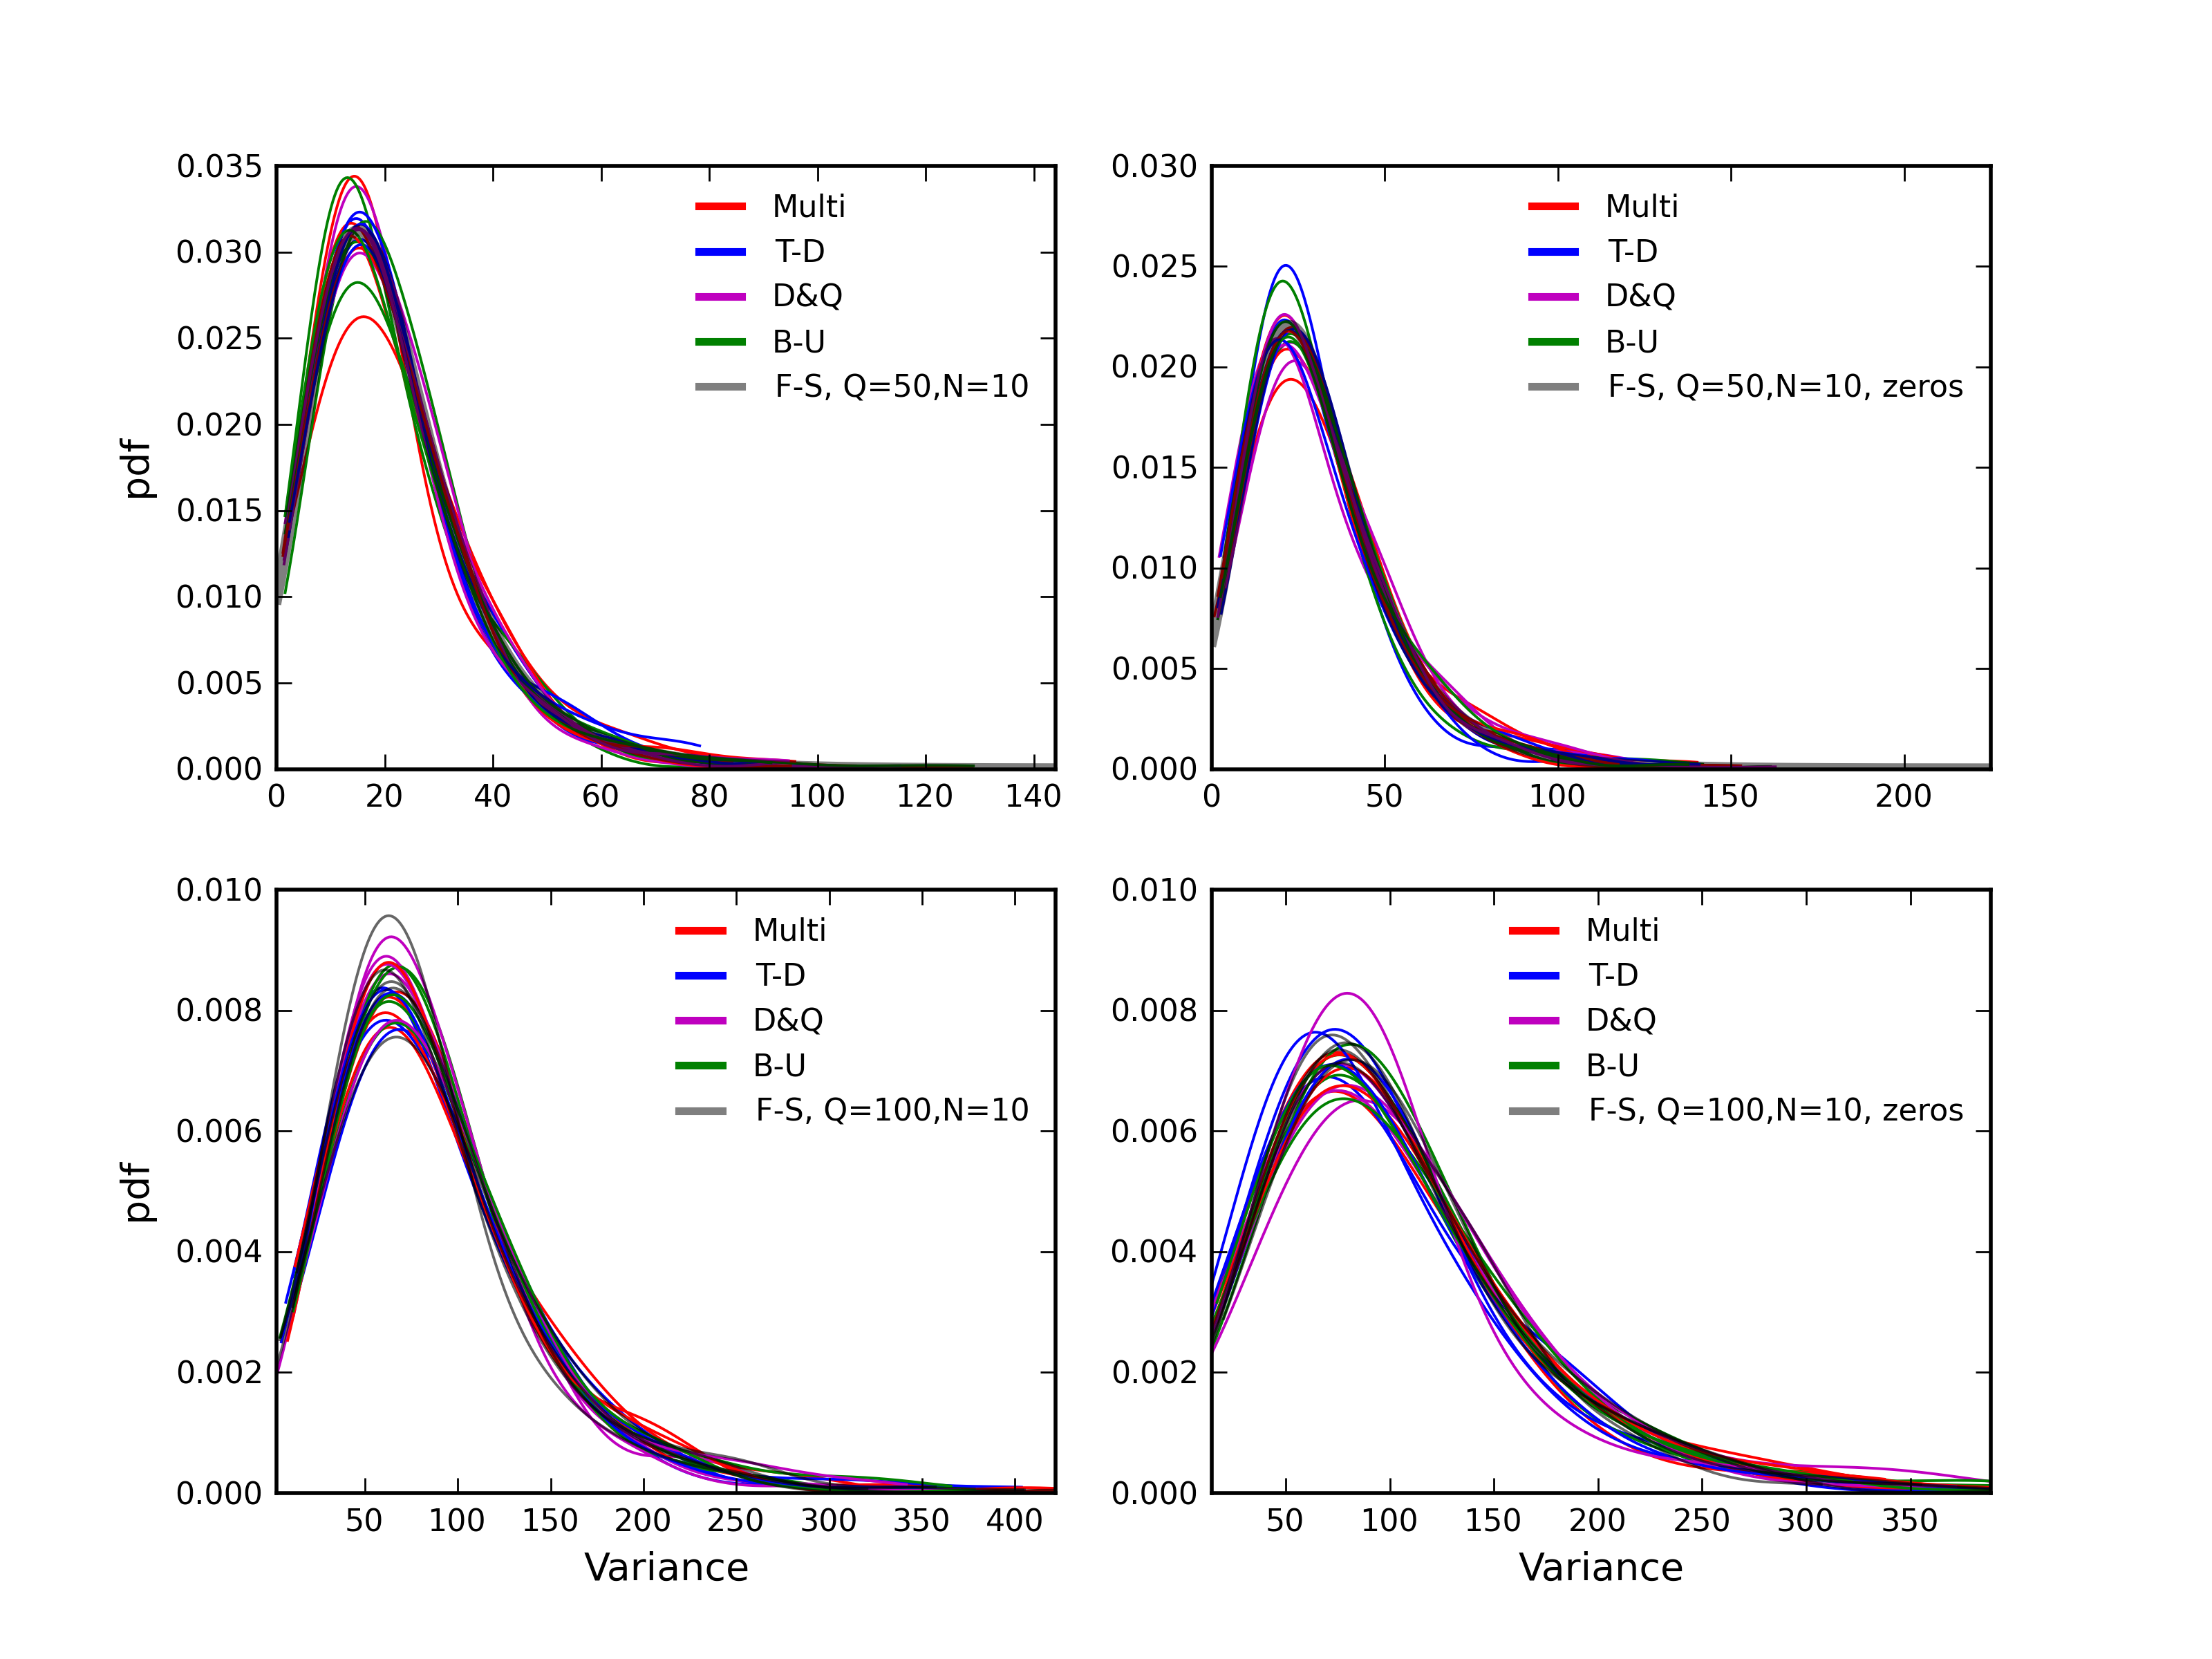 0.035
0.030
0.025
0.020
0.015
0.010
0.005
0.000
pdf
0 20 40 60 80 100 120 140
Multi
T-D
D&Q
B-U
F-S, Q=50,N=10
0.030
0.025
0.020
0.015
0.010
0.005
0.000
0 50 100 150 200
Multi
T-D
D&Q
B-U
F-S, Q=50,N=10, zeros
0.010
0.008
0.006
0.004
0.002
0.000
pdf
50 100 150 200 250 300 350 400
Variance
Multi
T-D
D&Q
B-U
F-S, Q=100,N=10
0.010
0.008
0.006
0.004
0.002
0.000
50 100 150 200 250 300 350
Variance
Multi
T-D
D&Q
B-U
F-S, Q=100,N=10, zeros